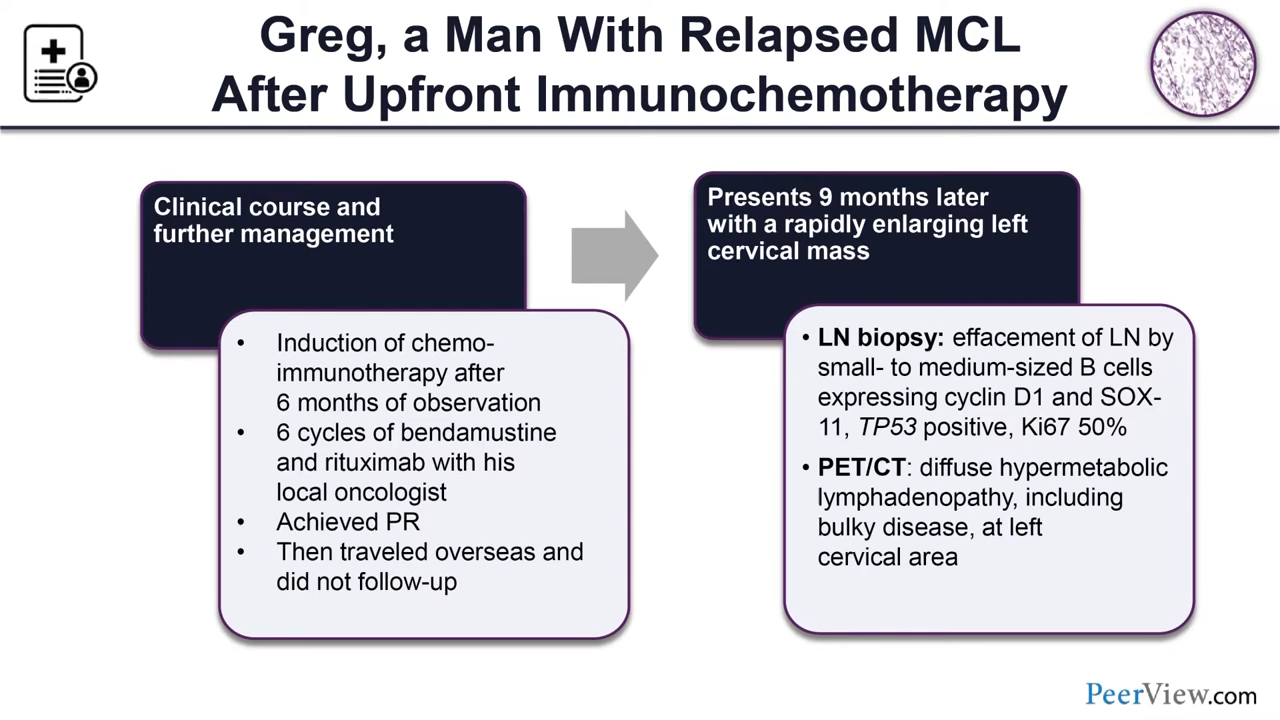 Greg, a Man With Relapsed MCL
After Upfront Immunochemotherapy
Clinical course and
further management
• Induction of chemo-
immunotherapy after
6 months of observation
• 6 cycles of bendamustine
and rituximab with his
local oncologist
• Achieved PR
• Then traveled overseas and
did not follow-up
Presents 9 months later
with a rapidly enlarging left
cervical mass
• LN biopsy: effacement of LN by
small- to medium-sized B cells
expressing cyclin D1 and SOX-
11, TP53 positive, Ki67 50%
• PET/CT: diffuse hypermetabolic
lymphadenopathy, including
bulky disease, at left
cervical area
PeerView.com